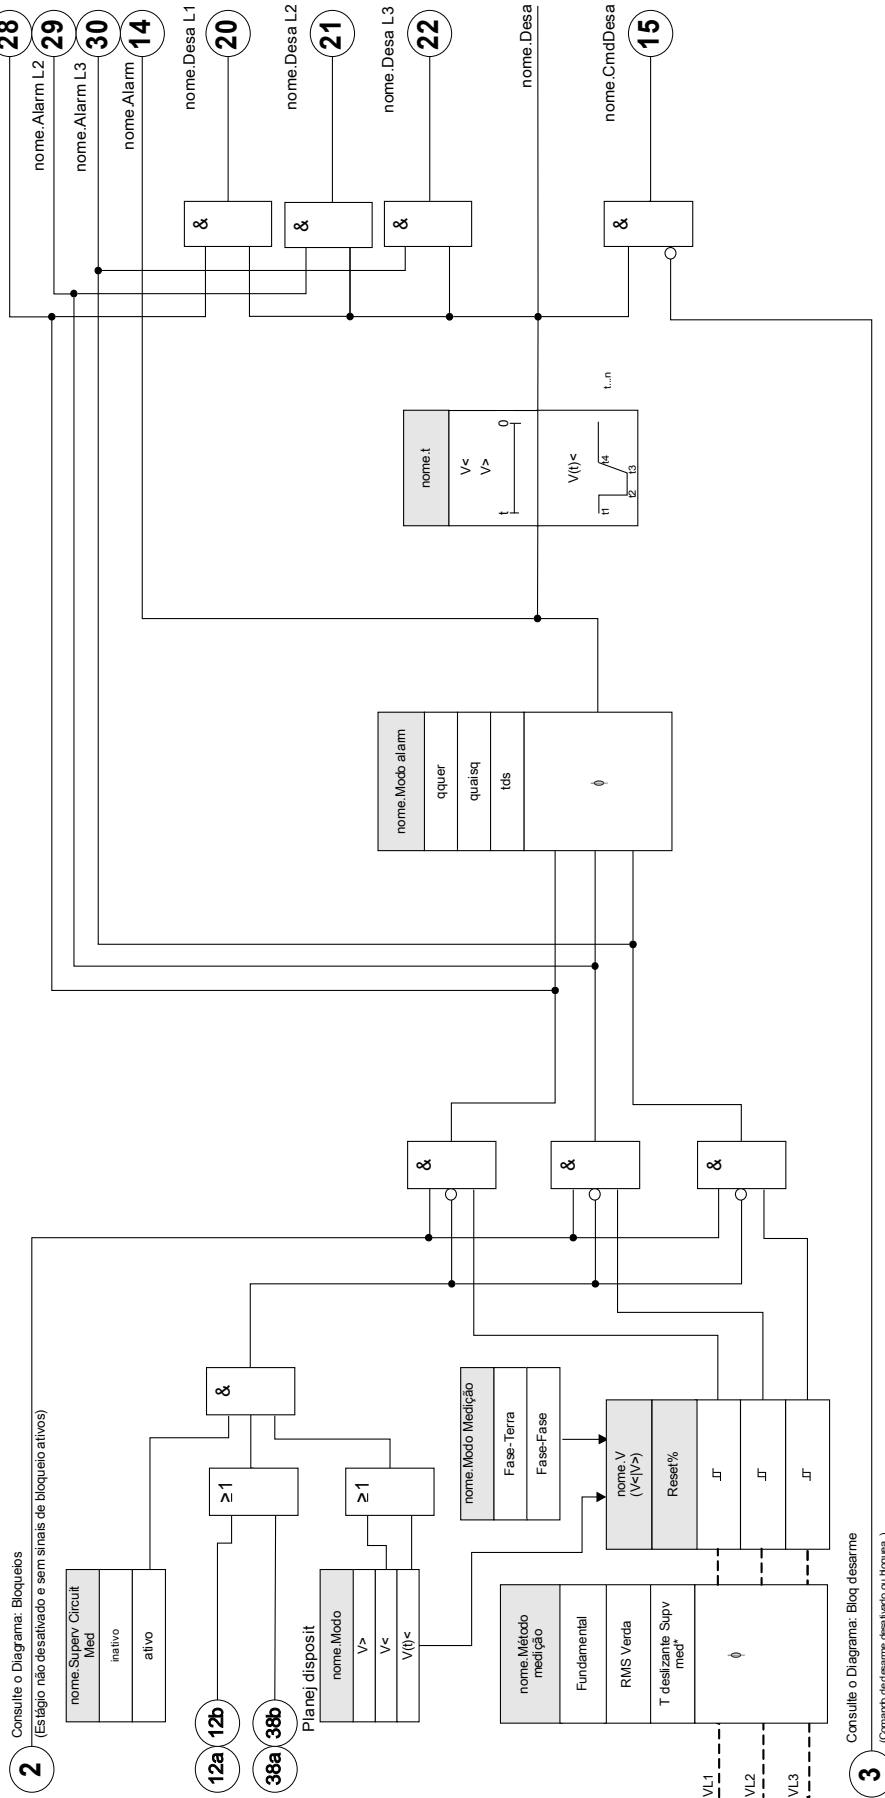 2
Consulte o Diagrama: Bloqueios
(Estágio não desativado e sem sinais de bloqueio ativos)
nome.Superv Circuit
Med
inativo
ativo
12a
12b
38a
38b
≥1
&
Planej disposit
nome.Modo
V>
V<
V(t)<
≥1
nome.Modo Medição
Fase-Terra
Fase-Fase
nome.Método
medição
Fundamental
RMS Verda
T deslizante Supv
med*
ϕ
nome.V
(V<|V>)
Reset%
VL1
VL2
VL3
3
Consulte o Diagrama: Bloq desarme
&
&
&
nome.Modo alarm
qquer
quaisq
tds
ϕ
nome.t
V<
V>
t
0
V(t)<
t1
t2
t3
t4
t...n
&
&
&
&
28
nome.Alarm L2
29
nome.Alarm L3
30
nome.Alarm
14
nome.Desa L1
20
nome.Desa L2
21
nome.Desa L3
22
nome.Desa
nome.CmdDesa
15